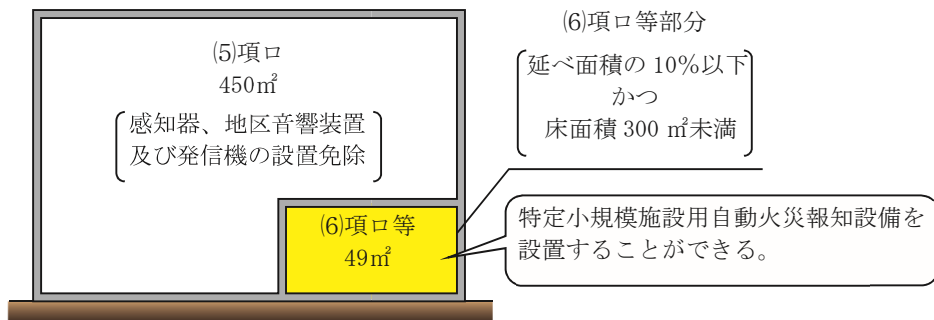 ⑸項ロ
450㎡
感知器、地区音響装置
及び発信機の設置免除
⑹項ロ等部分
延べ面積の 10%以下
かつ
床面積 300 ㎡未満
⑹項ロ等
49㎡
特定小規模施設用自動火災報知設備を
設置することができる。